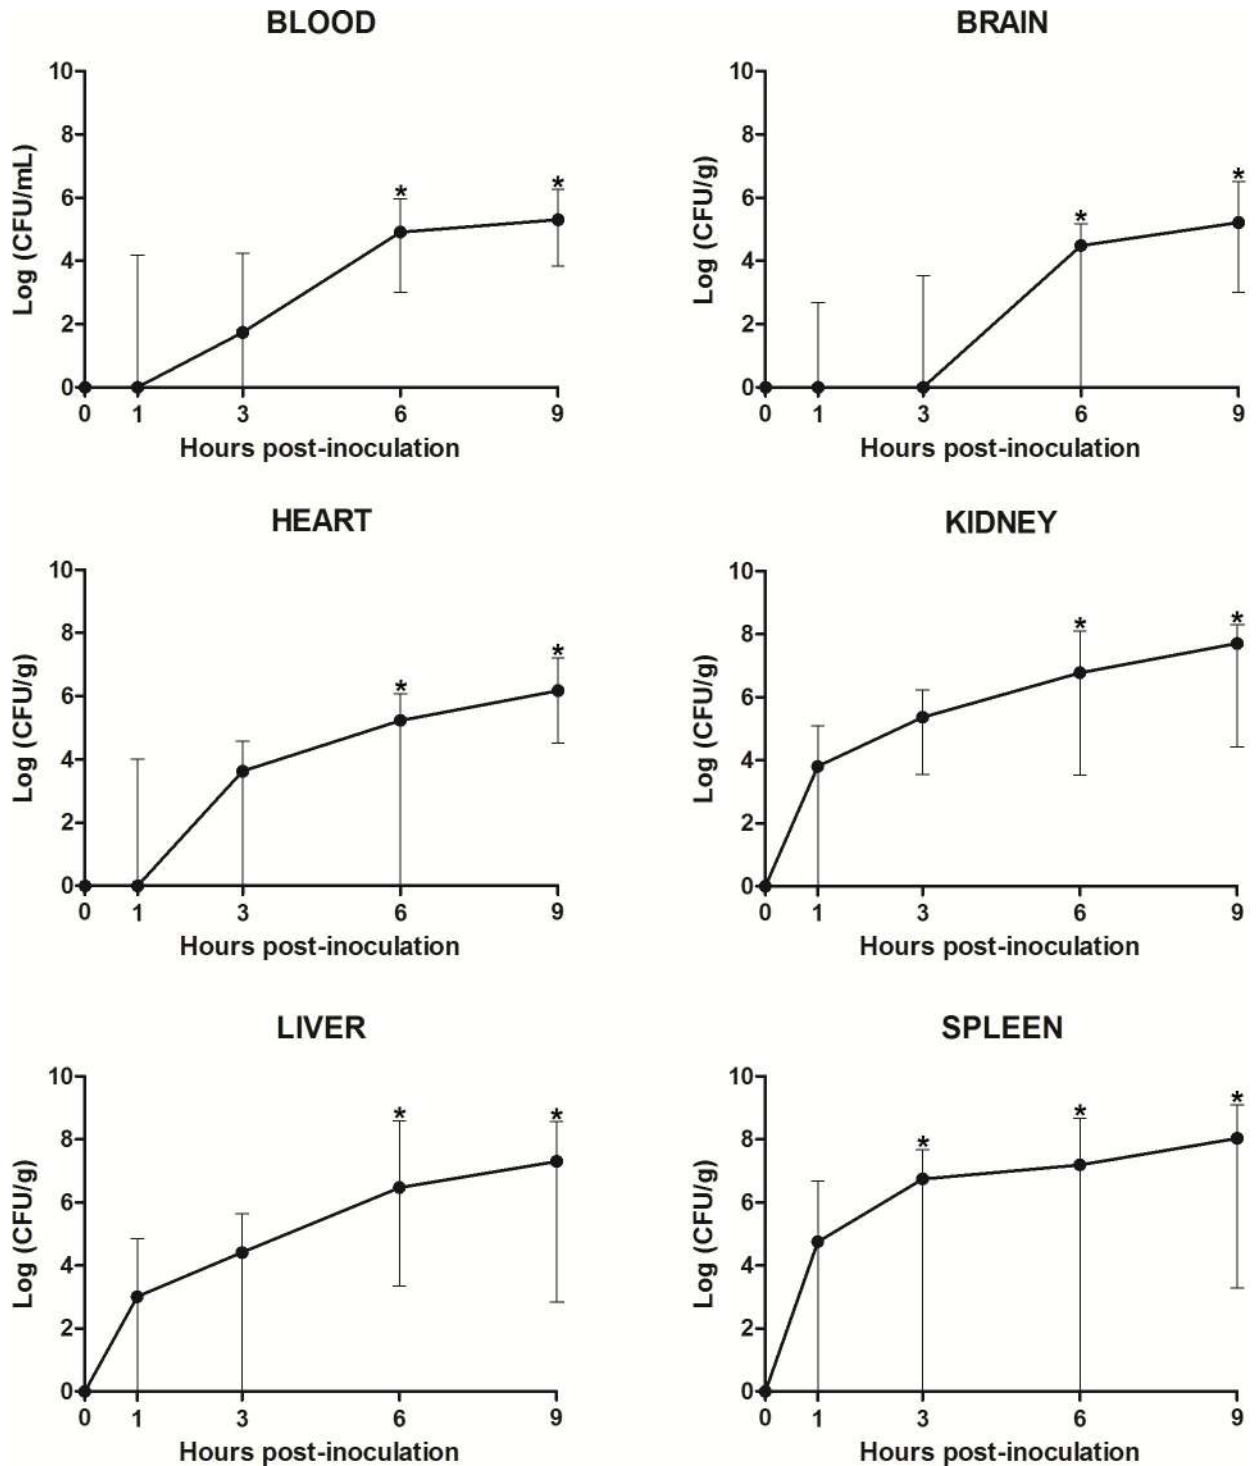 BLOOD
10
8
6
4
2
0
Log (CFU/mL)
* *
0 1 3 6 9
Hours post-inoculation
BRAIN
10
8
6
4
2
0
Log (CFU/g)
* *
0 1 3 6 9
Hours post-inoculation
HEART
10
8
6
4
2
0
Log (CFU/g)
* *
0 1 3 6 9
Hours post-inoculation
KIDNEY
10
8
6
4
2
0
Log (CFU/g)
* *
0 1 3 6 9
Hours post-inoculation
LIVER
10
8
6
4
2
0
Log (CFU/g)
* *
0 1 3 6 9
Hours post-inoculation
SPLEEN
10
8
6
4
2
0
Log (CFU/g)
* * *
0 1 3 6 9
Hours post-inoculation